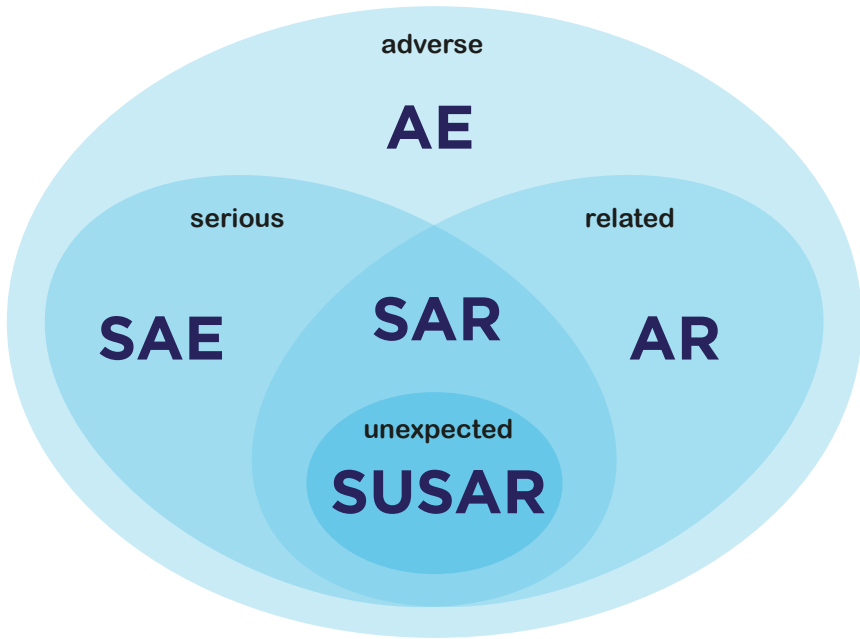 adverse
AE
serious
related
SAE
SAR
AR
unexpected
SUSAR